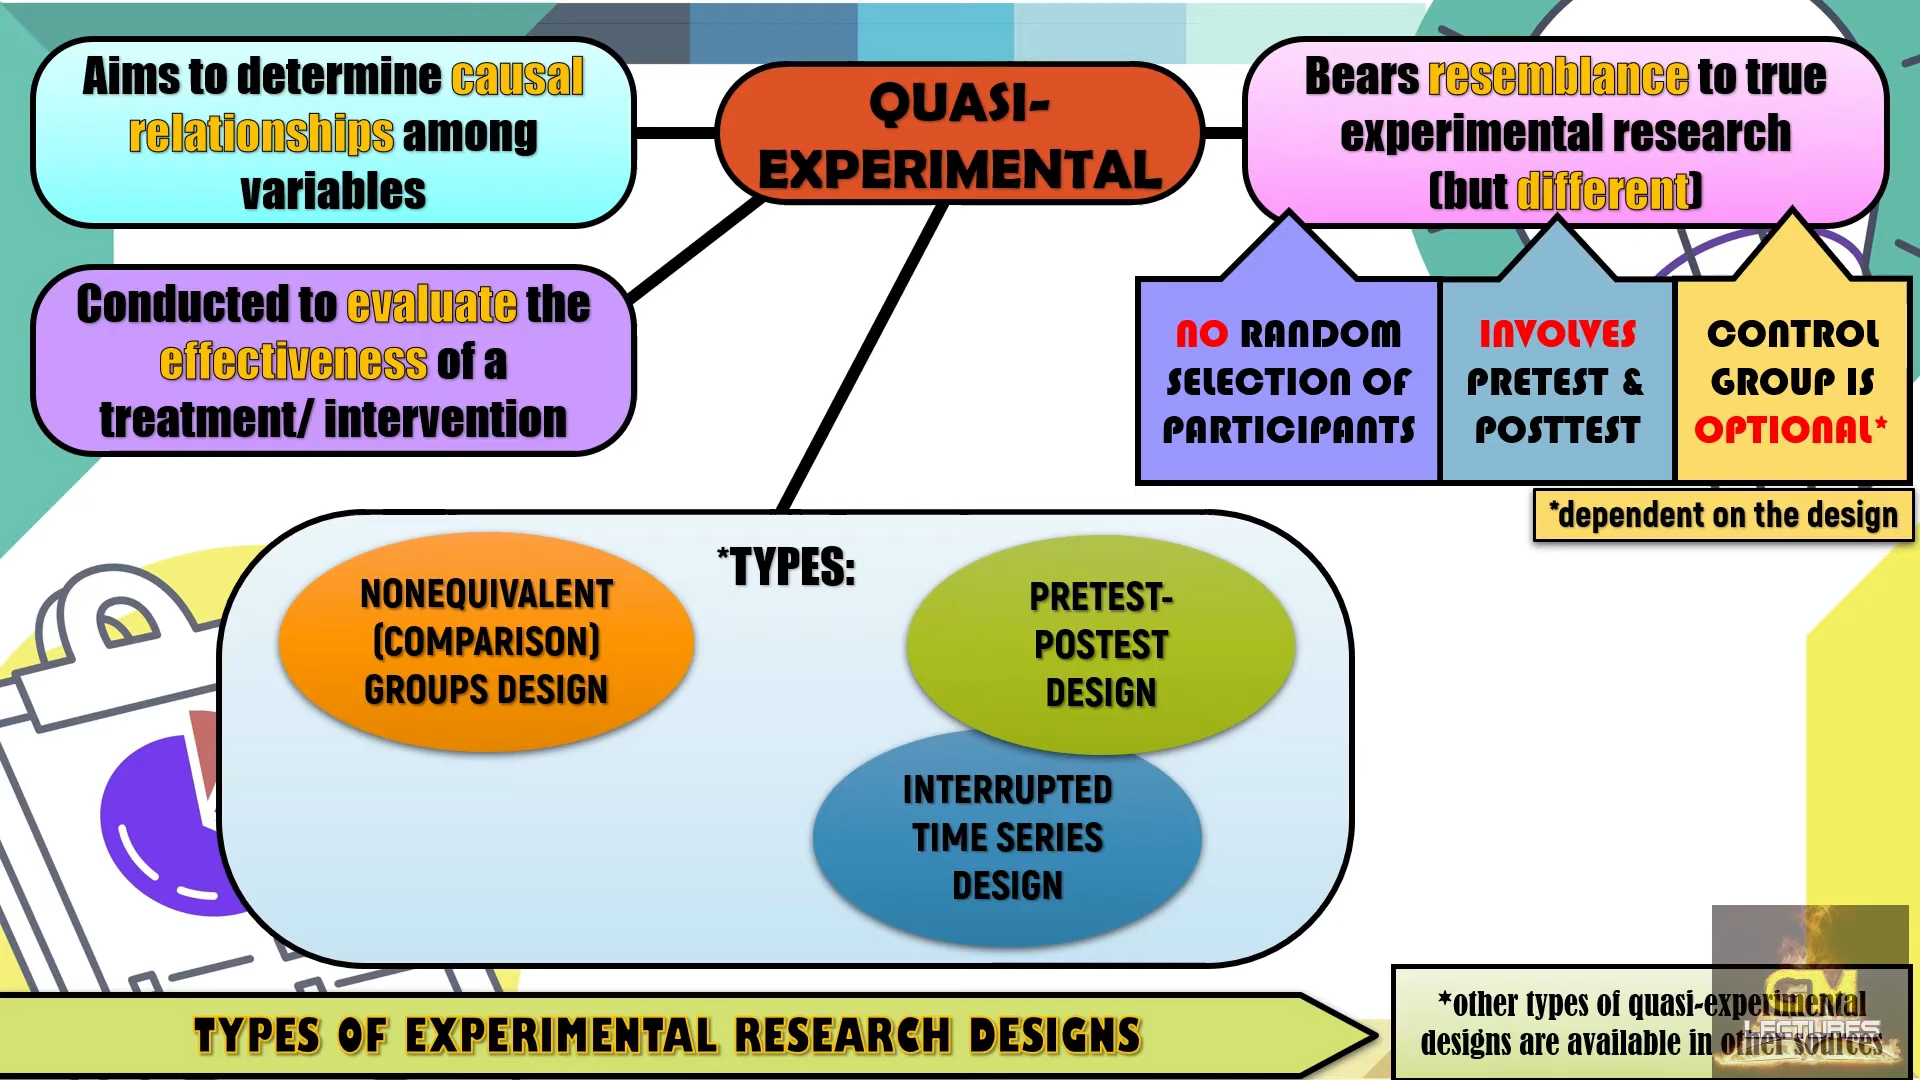 Aims to determine causal
relationships among
variables
QUASI-
EXPERIMENTAL
Bears resemblance to true
experimental research
(but different)
Conducted to evaluate the
effectiveness of a
treatment/ intervention
NO RANDOM
SELECTION OF
PARTICIPANTS
INVOLVES
PRETEST &
POSTTEST
CONTROL
GROUP IS
OPTIONAL*
*dependent on the design
*TYPES:
NONEQUIVALENT
(COMPARISON)
GROUPS DESIGN
PRETEST-
POSTEST
DESIGN
INTERRUPTED
TIME SERIES
DESIGN
TYPES OF EXPERIMENTAL RESEARCH DESIGNS
*other types of quasi-experimental
designs are available in other sources
LECTURES